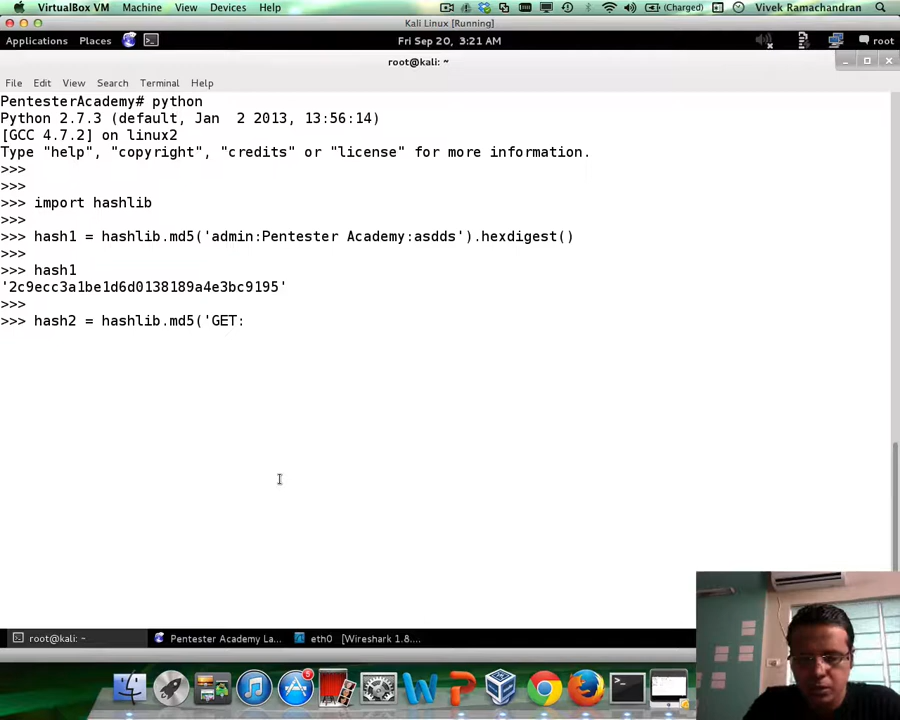 VirtualBox VM Machine View Devices Help (Charged) Vivek Ramachandran
Kali Linux [Running]
Applications Places Fri Sep 20, 3:21 AM root
root@kali: ~
File Edit View Search Terminal Help
PentesterAcademy# python
Python 2.7.3 (default, Jan  2 2013, 13:56:14)
[GCC 4.7.2] on linux2
Type "help", "copyright", "credits" or "license" for more information.
>>>
>>>
>>> import hashlib
>>>
>>> hash1 = hashlib.md5('admin:Pentester Academy:asdds').hexdigest()
>>>
>>> hash1
'2c9ecc3a1be1d6d0138189a4e3bc9195'
>>>
>>> hash2 = hashlib.md5('GET:
root@kali: ~ Pentester Academy La... eth0 [Wireshark 1.8....